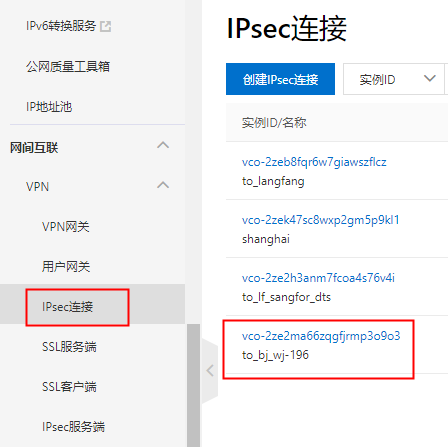 IPv6转换服务
公网质量工具箱
IP地址池
网间互联
VPN
VPN网关
用户网关
IPsec连接
SSL服务端
SSL客户端
IPsec服务端
IPsec连接
创建IPsec连接 实例ID
实例ID/名称
vco-2zeb8fqr6w7giawszflcz
to_langfang
vco-2zek47sc8wxp2gm5p9kl1
shanghai
vco-2ze2h3anm7fcoa4s76v4i
to_lf_sangfor_dts
vco-2ze2ma66zqgfjrmp3o9o3
to_bj_wj-196